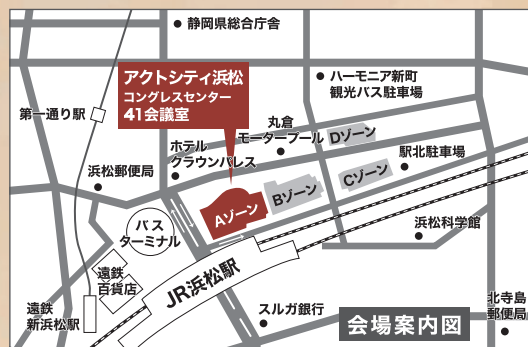 静岡県総合庁舎
アクトシティ浜松
コングレスセンター
41会議室
ハーモニア新町
観光バス駐車場
第一通り駅
丸倉
モータープール
Dゾーン
ホテル
クラウンパレス
駅北駐車場
浜松郵便局
Cゾーン
Bゾーン
Aゾーン
バス
ターミナル
浜松科学館
JR浜松駅
遠鉄
百貨店
遠鉄
新浜松駅
スルガ銀行
北寺島
郵便局
会場案内図